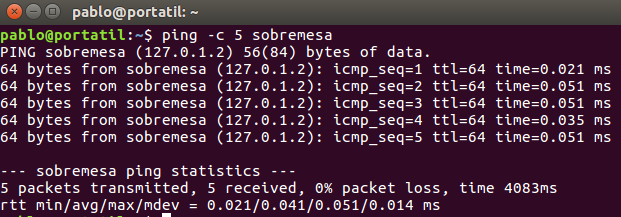 pablo@portatil: ~
pablo@portatil:~$ ping -c 5 sobremesa
PING sobremesa (127.0.1.2) 56(84) bytes of data.
64 bytes from sobremesa (127.0.1.2): icmp_seq=1 ttl=64 time=0.021 ms
64 bytes from sobremesa (127.0.1.2): icmp_seq=2 ttl=64 time=0.051 ms
64 bytes from sobremesa (127.0.1.2): icmp_seq=3 ttl=64 time=0.051 ms
64 bytes from sobremesa (127.0.1.2): icmp_seq=4 ttl=64 time=0.035 ms
64 bytes from sobremesa (127.0.1.2): icmp_seq=5 ttl=64 time=0.051 ms
--- sobremesa ping statistics ---
5 packets transmitted, 5 received, 0% packet loss, time 4083ms
rtt min/avg/max/mdev = 0.021/0.041/0.051/0.014 ms